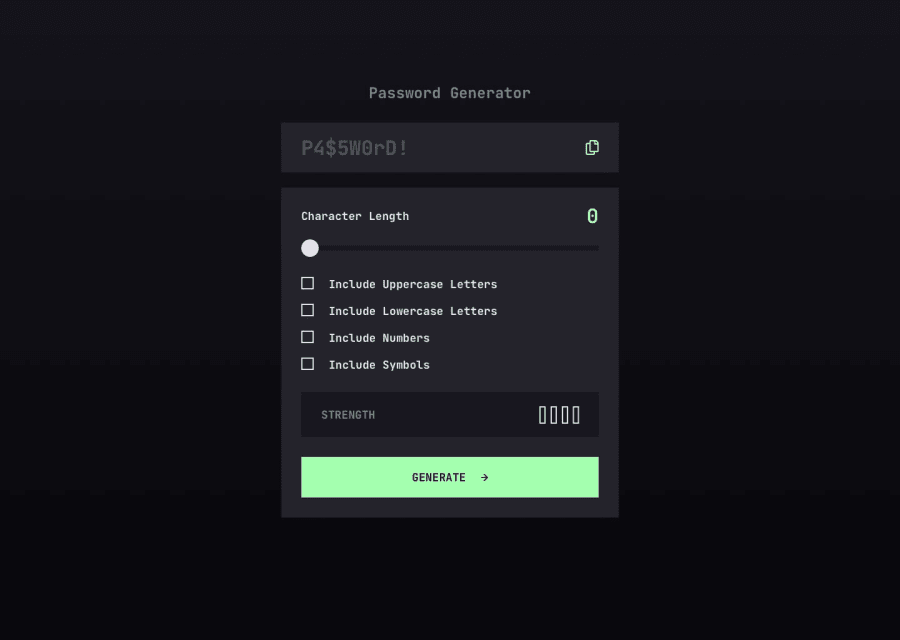 Password Generator
P4$5W0rD!
Character Length 0
Include Uppercase Letters
Include Lowercase Letters
Include Numbers
Include Symbols
STRENGTH
GENERATE →